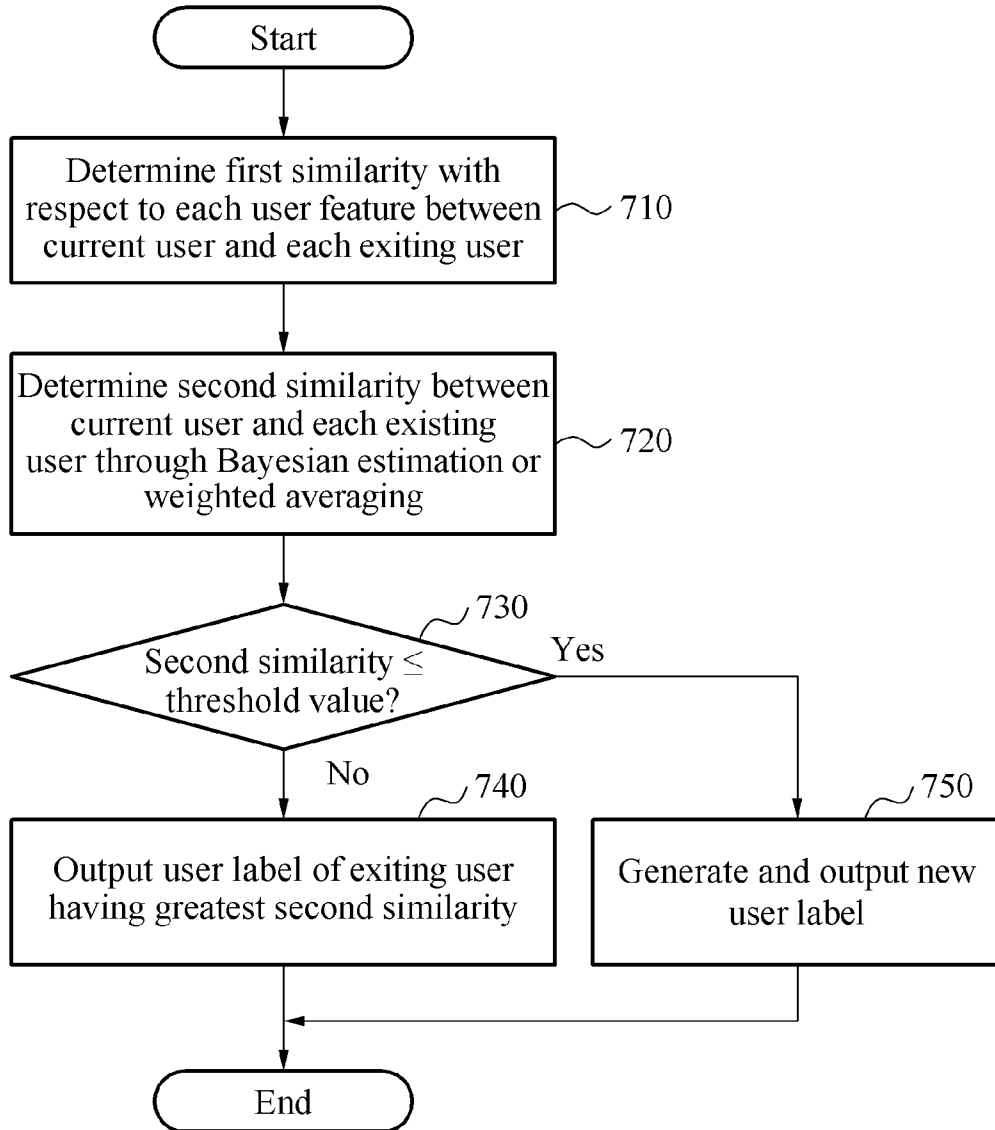 Start
Determine first similarity with
respect to each user feature between
current user and each exiting user
710
Determine second similarity between
current user and each existing
user through Bayesian estimation or
weighted averaging
720
730
Second similarity ≤
threshold value?
Yes
No
740
Output user label of exiting user
having greatest second similarity
750
Generate and output new
user label
End